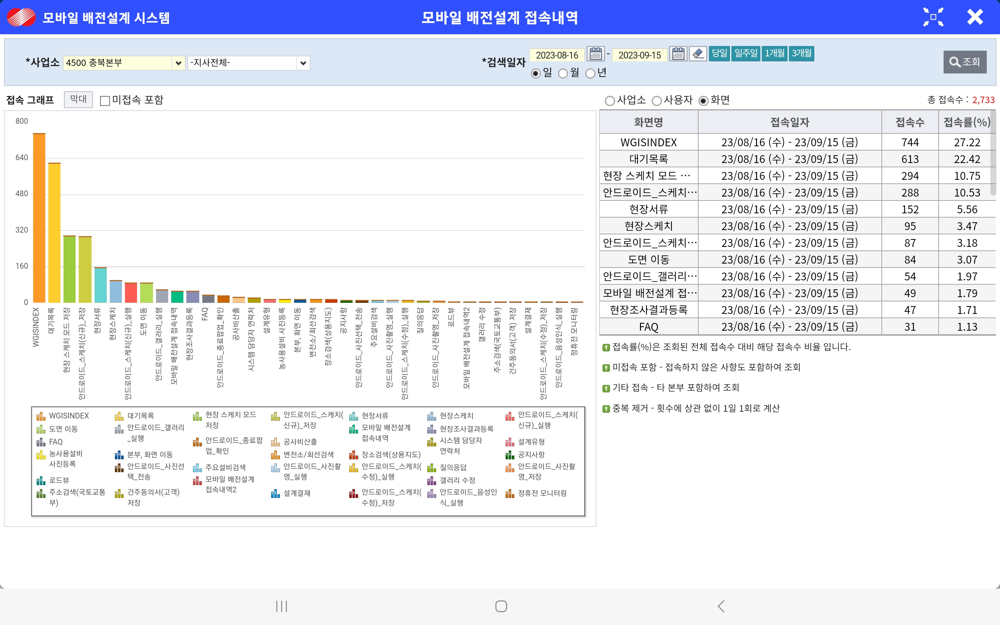 모바일 배전설계 시스템
모바일 배전설계 접속내역
*사업소 4500 충북본부 -지사전체-
*검색일자 2023-08-16 - 2023-09-15 당일 일주일 1개월 3개월
일 월 년
조회
접속 그래프 막대 미접속 포함
800
640
480
320
160
0
WGISINDEX
대기목록
현장 스케치 모드 저장
안드로이드_스케치(신규)_저장
현장서류
현장스케치
안드로이드_스케치(신규)_실행
도면 이동
안드로이드_갤러리_실행
모바일 배전설계 접속내역
현장조사결과등록
FAQ
안드로이드_종료팝업_확인
공사비산출
시스템 담당자 연락처
설계유형
농사용설비 사진등록
본부, 화면 이동
변전소/회선검색
장소검색(상용지도)
공지사항
안드로이드_사진선택_전송
주요설비검색
안드로이드_사진촬영_실행
안드로이드_스케치(수정)_실행
질의응답
안드로이드_사진촬영_저장
로드뷰
모바일 배전설계 접속내역2
갤러리 수정
주소검색(국토교통부)
건주동의서(고객) 저장
설계결재
안드로이드_스케치(수정)_저장
안드로이드_음성인식_실행
정휴전 모니터링
WGISINDEX
대기목록
현장 스케치 모드
저장
안드로이드_스케치(
신규)_저장
현장서류
현장스케치
안드로이드_스케치(
신규)_실행
도면 이동
안드로이드_갤러리
_실행
모바일 배전설계
접속내역
현장조사결과등록
FAQ
안드로이드_종료팝
업_확인
공사비산출
시스템 담당자
연락처
설계유형
농사용설비
사진등록
본부, 화면 이동
변전소/회선검색
장소검색(상용지도)
공지사항
안드로이드_사진선
택_전송
주요설비검색
안드로이드_사진촬
영_실행
안드로이드_스케치(
수정)_실행
질의응답
안드로이드_사진촬
영_저장
로드뷰
모바일 배전설계
접속내역2
갤러리 수정
주소검색(국토교통
부)
건주동의서(고객)
저장
설계결재
안드로이드_스케치(
수정)_저장
안드로이드_음성인
식_실행
정휴전 모니터링
사업소 사용자 화면
총 접속수 : 2,733
화면명 접속일자 접속수 접속률(%)
WGISINDEX 23/08/16 (수) - 23/09/15 (금) 744 27.22
대기목록 23/08/16 (수) - 23/09/15 (금) 613 22.42
현장 스케치 모드 ··· 23/08/16 (수) - 23/09/15 (금) 294 10.75
안드로이드_스케치··· 23/08/16 (수) - 23/09/15 (금) 288 10.53
현장서류 23/08/16 (수) - 23/09/15 (금) 152 5.56
현장스케치 23/08/16 (수) - 23/09/15 (금) 95 3.47
안드로이드_스케치··· 23/08/16 (수) - 23/09/15 (금) 87 3.18
도면 이동 23/08/16 (수) - 23/09/15 (금) 84 3.07
안드로이드_갤러리··· 23/08/16 (수) - 23/09/15 (금) 54 1.97
모바일 배전설계 접··· 23/08/16 (수) - 23/09/15 (금) 49 1.79
현장조사결과등록 23/08/16 (수) - 23/09/15 (금) 47 1.71
FAQ 23/08/16 (수) - 23/09/15 (금) 31 1.13
접속률(%)은 조회된 전체 접속수 대비 해당 접속수 비율 입니다.
미접속 포함 - 접속하지 않은 사항도 포함하여 조회
기타 접속 - 타 본부 포함하여 조회
중복 제거 - 횟수에 상관 없이 1일 1회로 계산